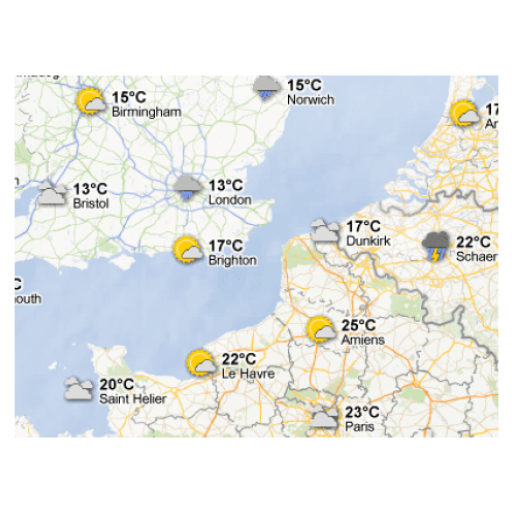 15°C
Norwich
15°C
Birmingham
17
Ar
13°C
Bristol
13°C
London
17°C
Dunkirk
22°C
Schaer
17°C
Brighton
C
outh
25°C
Amiens
22°C
Le Havre
20°C
Saint Helier
23°C
Paris